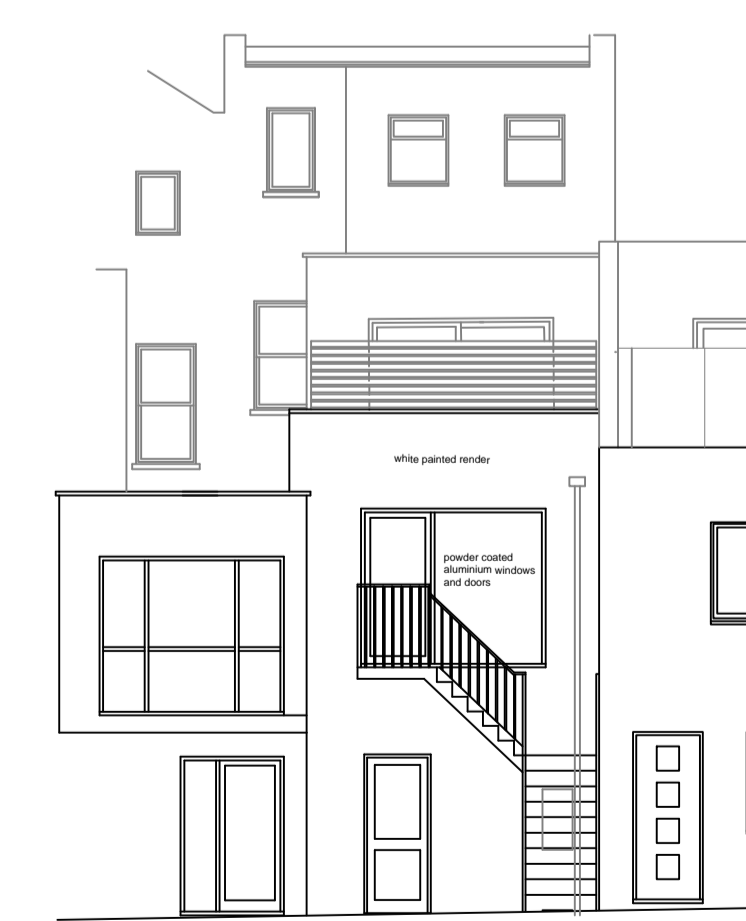 white painted render
powder coated
aluminium windows
and doors